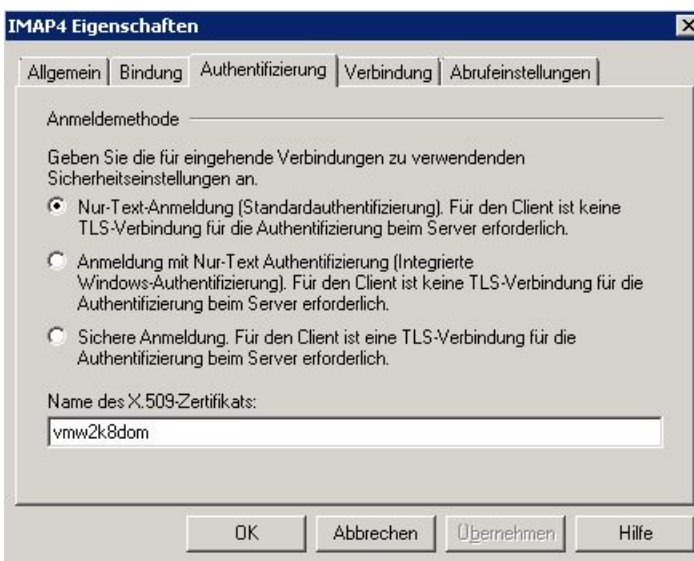 IMAP4 Eigenschaften
Allgemein Bindung Authentifizierung Verbindung Abrufeinstellungen
Anmeldemethode
Geben Sie die für eingehende Verbindungen zu verwendenden
Sicherheitseinstellungen an.
Nur-Text-Anmeldung (Standardauthentifizierung). Für den Client ist keine
TLS-Verbindung für die Authentifizierung beim Server erforderlich.
Anmeldung mit Nur-Text Authentifizierung (Integrierte
Windows-Authentifizierung). Für den Client ist keine TLS-Verbindung für die
Authentifizierung beim Server erforderlich.
Sichere Anmeldung. Für den Client ist eine TLS-Verbindung für die
Authentifizierung beim Server erforderlich.
Name des X.509-Zertifikats:
vmw2k8dom
OK Abbrechen Übernehmen Hilfe